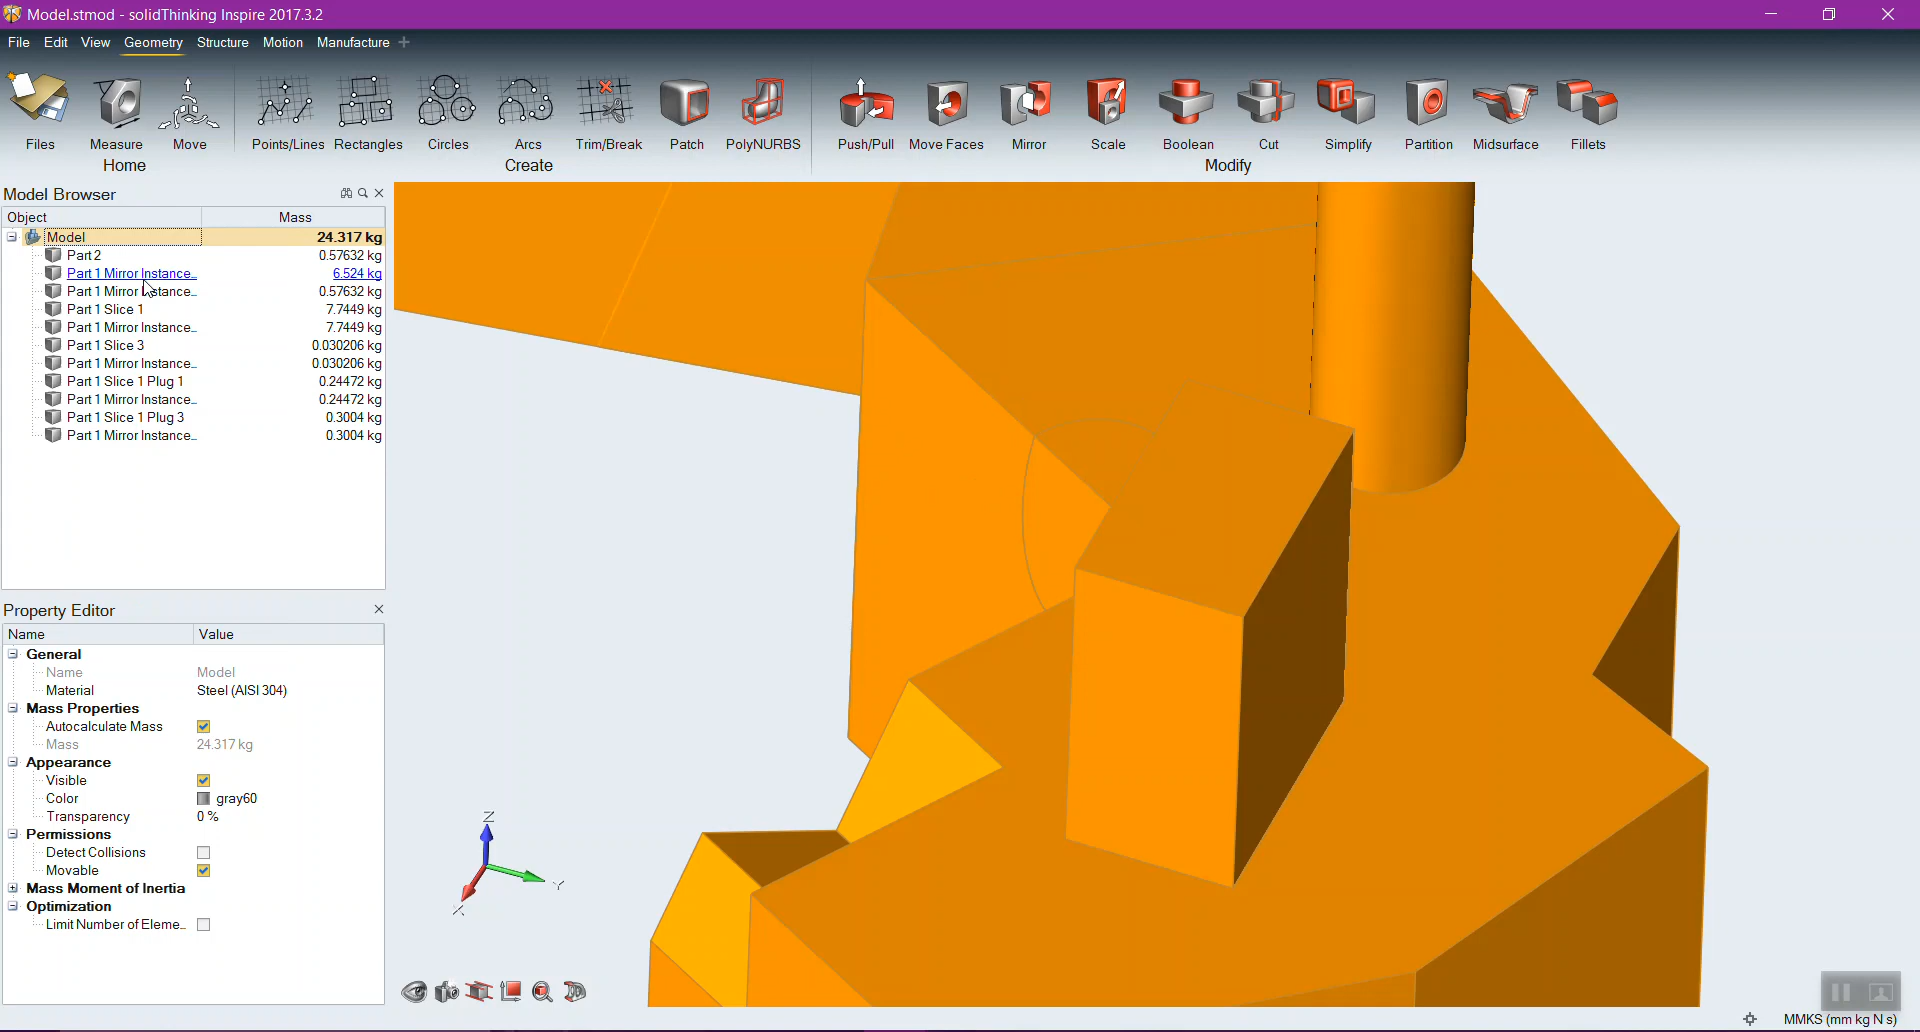 Model.stmod - solidThinking Inspire 2017.3.2
File Edit View Geometry Structure Motion Manufacture +
Files Measure Move Points/Lines Rectangles Circles Arcs Trim/Break Patch PolyNURBS Push/Pull Move Faces Mirror Scale Boolean Cut Simplify Partition Midsurface Fillets
Home Create Modify
Model Browser
Object Mass
Model 24.317 kg
Part 2 0.57632 kg
Part 1 Mirror Instance... 6.524 kg
Part 1 Mirror Instance... 0.57632 kg
Part 1 Slice 1 7.7449 kg
Part 1 Mirror Instance... 7.7449 kg
Part 1 Slice 3 0.030206 kg
Part 1 Mirror Instance... 0.030206 kg
Part 1 Slice 1 Plug 1 0.24472 kg
Part 1 Mirror Instance... 0.24472 kg
Part 1 Slice 1 Plug 3 0.3004 kg
Part 1 Mirror Instance... 0.3004 kg
Property Editor
Name Value
General
Name Model
Material Steel (AISI 304)
Mass Properties
Autocalculate Mass
Mass 24.317 kg
Appearance
Visible
Color gray60
Transparency 0 %
Permissions
Detect Collisions
Movable
Mass Moment of Inertia
Optimization
Limit Number of Eleme...
Z
Y
X
MMKS (mm kg N s)